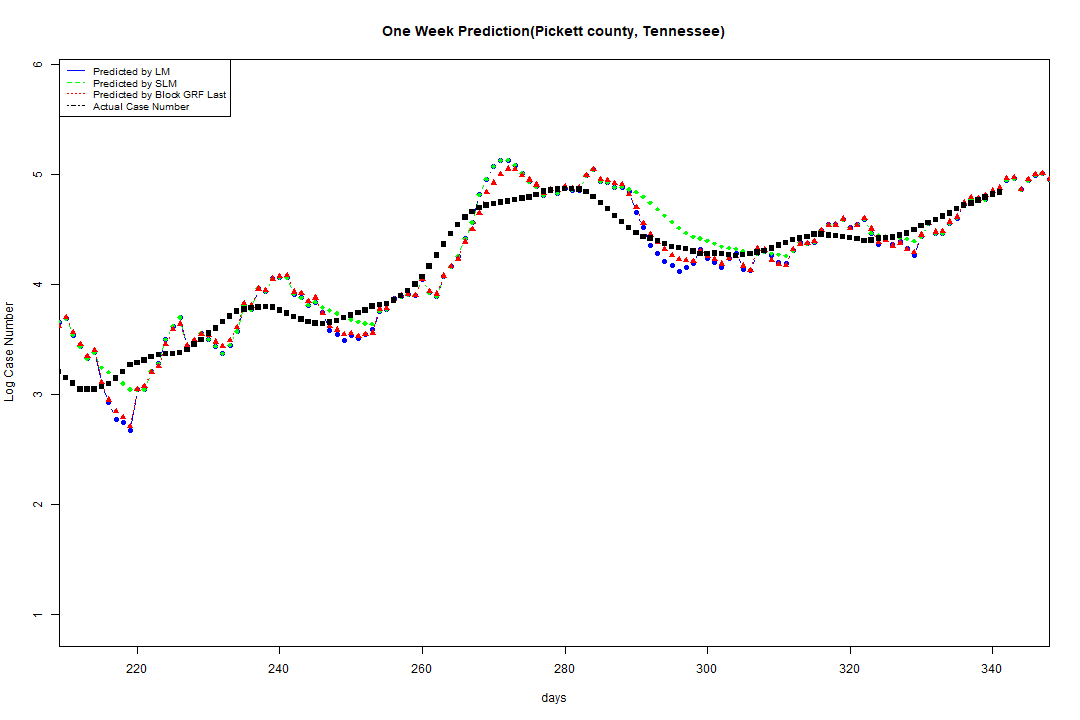 One Week Prediction(Pickett county, Tennessee)
Predicted by LM
Predicted by SLM
Predicted by Block GRF Last
Actual Case Number
Log Case Number
6
5
4
3
2
1
220 240 260 280 300 320 340
days